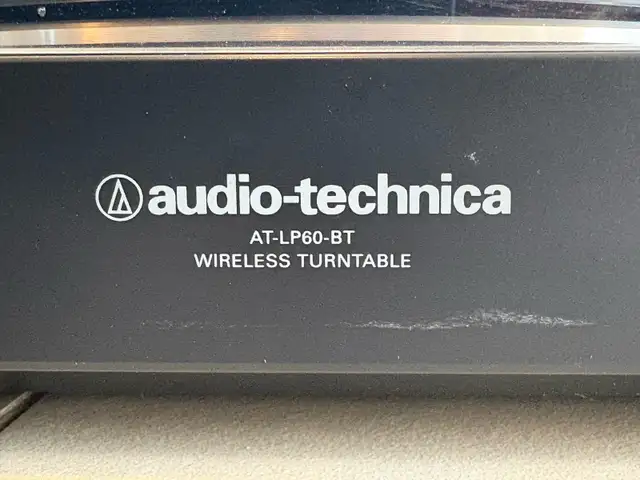 audio-technica
AT-LP60-BT
WIRELESS TURNTABLE